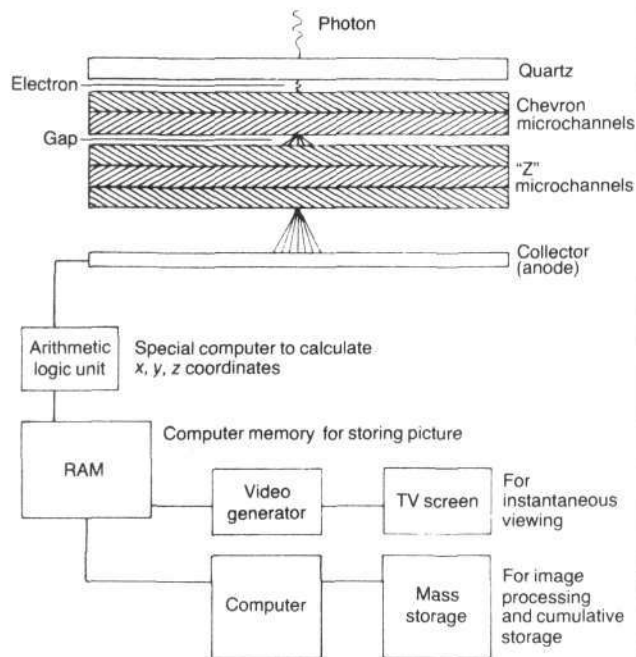 Photon
Quartz
Electron
Chevron
microchannels
Gap
"Z"
microchannels
Collector
(anode)
Arithmetic
logic unit
Special computer to calculate
x, y, z coordinates
Computer memory for storing picture
RAM
Video
generator
TV screen
For
instantaneous
viewing
Computer
Mass
storage
For image
processing
and cumulative
storage